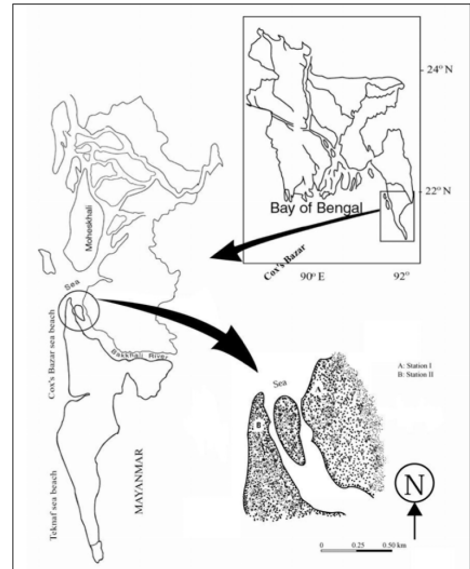 24° N
22° N
Bay of Bengal
90° E
92°
Cox's Bazar
Moheskhali
Sea
Bakkhali River
Cox's Bazar sea beach
MAYANMAR
Teknaf sea beach
Sea
A: Station I
B: Station II
B
N
0 0.25 0.50 km